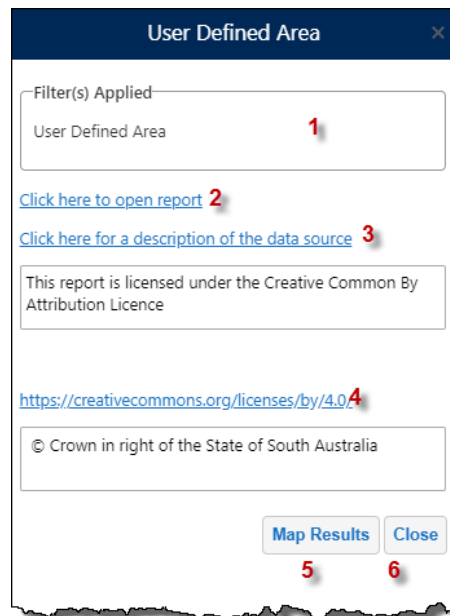 User Defined Area ×
Filter(s) Applied
User Defined Area 1
Click here to open report 2
Click here for a description of the data source 3
This report is licensed under the Creative Common By
Attribution Licence
https://creativecommons.org/licenses/by/4.0/ 4
© Crown in right of the State of South Australia
Map Results Close
5 6